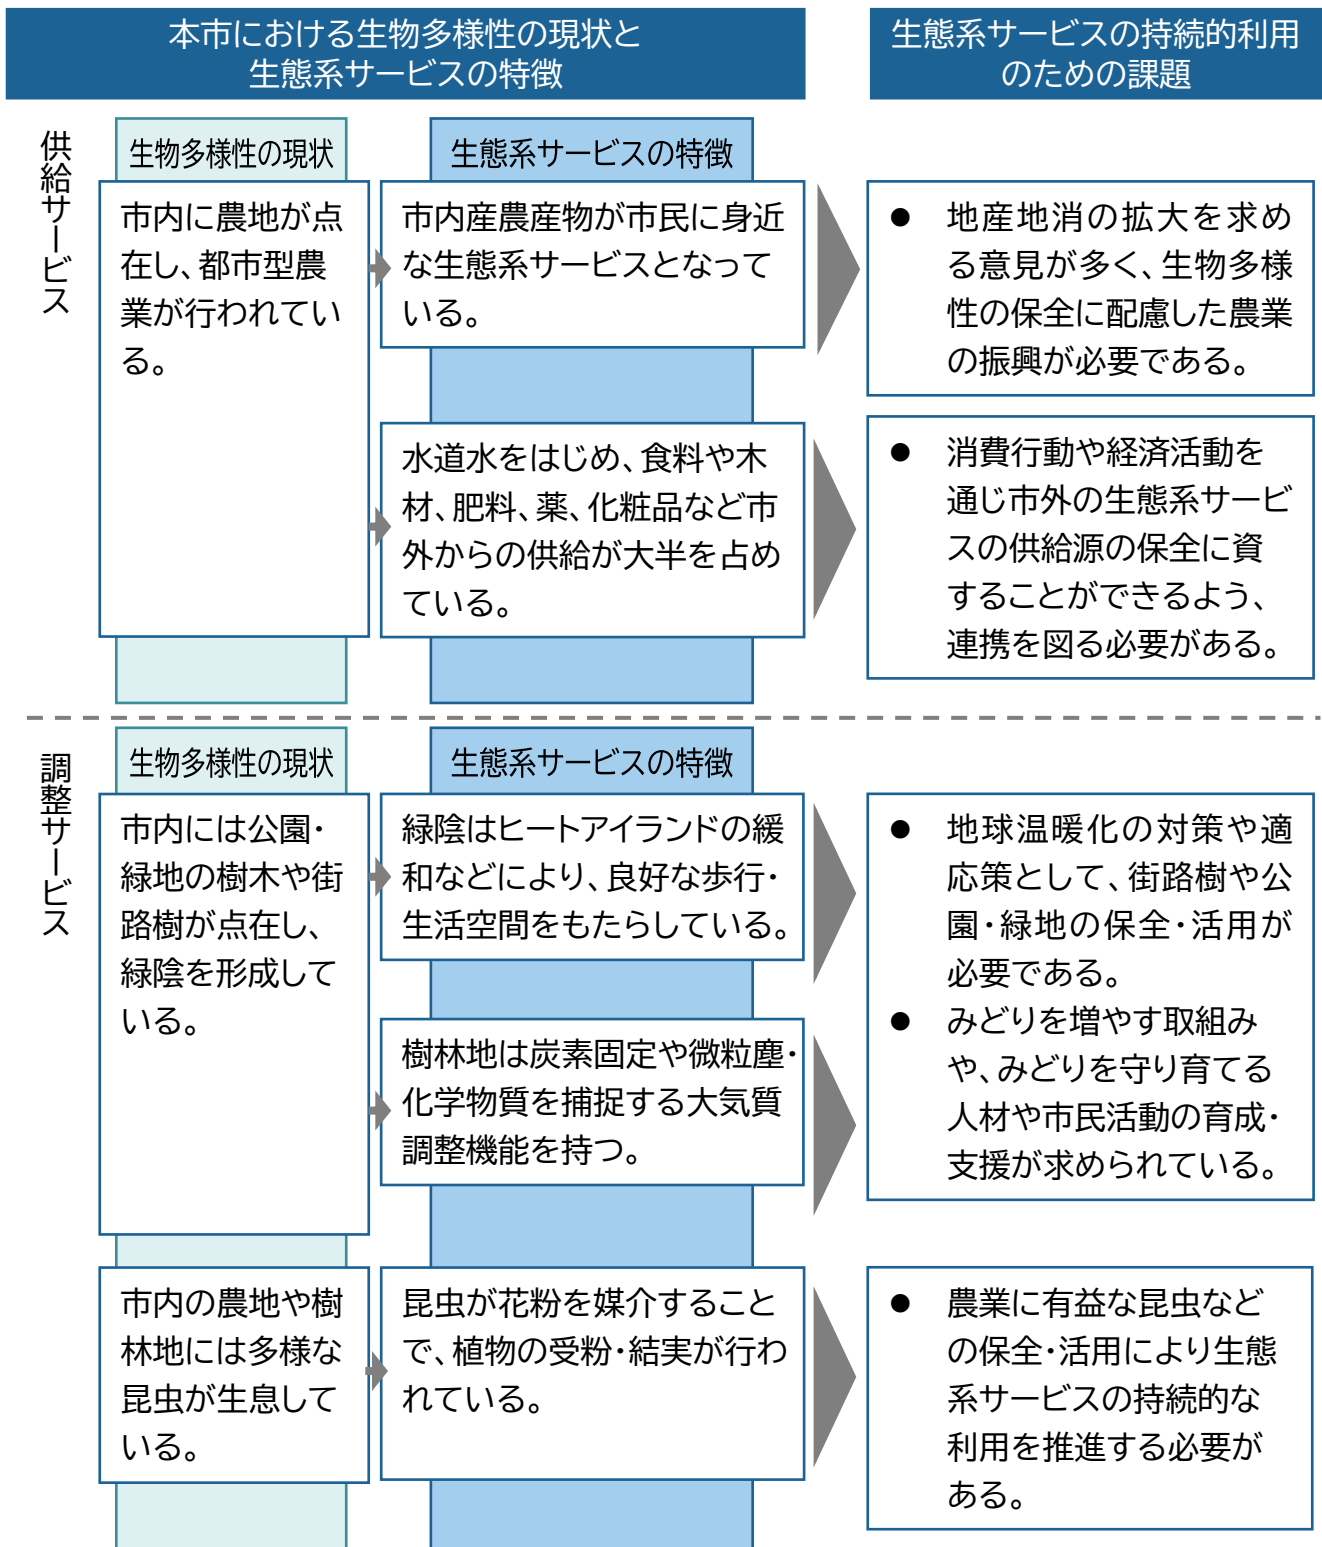 本市における生物多様性の現状と
生態系サービスの特徴
生態系サービスの持続的利用
のための課題
供給サービス
生物多様性の現状
生態系サービスの特徴
市内に農地が点
在し、都市型農
業が行われてい
る。
市内産農産物が市民に身近
な生態系サービスとなって
いる。
● 地産地消の拡大を求め
る意見が多く、生物多様
性の保全に配慮した農業
の振興が必要である。
水道水をはじめ、食料や木
材、肥料、薬、化粧品など市
外からの供給が大半を占め
ている。
● 消費行動や経済活動を
通じ市外の生態系サービ
スの供給源の保全に資
することができるよう、
連携を図る必要がある。
調整サービス
生物多様性の現状
生態系サービスの特徴
市内には公園・
緑地の樹木や街
路樹が点在し、
緑陰を形成して
いる。
緑陰はヒートアイランドの緩
和などにより、良好な歩行・
生活空間をもたらしている。
樹林地は炭素固定や微粒塵・
化学物質を捕捉する大気質
調整機能を持つ。
● 地球温暖化の対策や適
応策として、街路樹や公
園・緑地の保全・活用が
必要である。
● みどりを増やす取組み
や、みどりを守り育てる
人材や市民活動の育成・
支援が求められている。
市内の農地や樹
林地には多様な
昆虫が生息して
いる。
昆虫が花粉を媒介すること
で、植物の受粉・結実が行わ
れている。
● 農業に有益な昆虫など
の保全・活用により生態
系サービスの持続的な
利用を推進する必要が
ある。